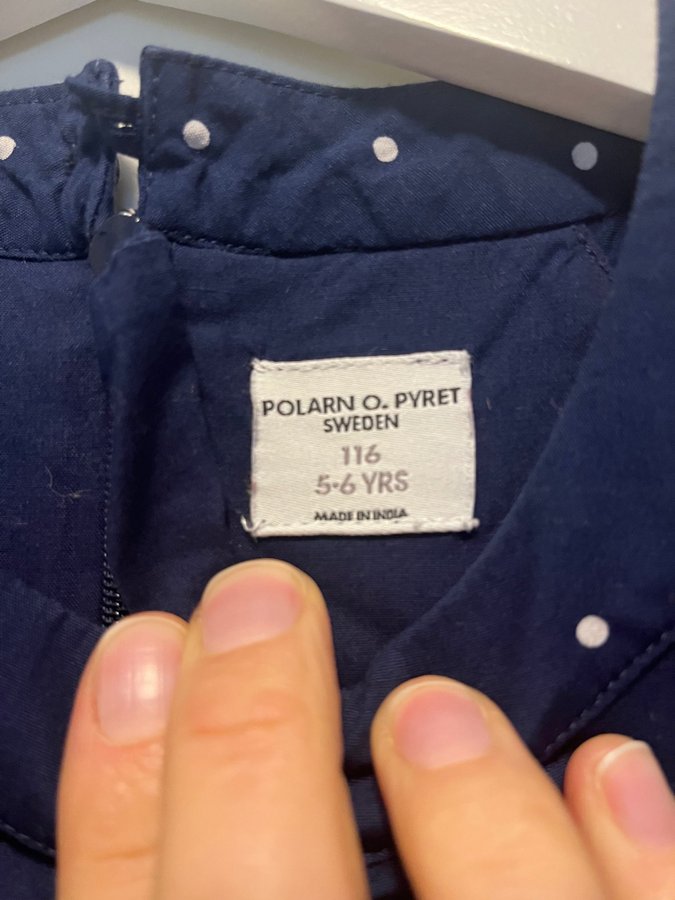 POLARN O. PYRET
SWEDEN
116
5-6 YRS
MADE IN INDIA